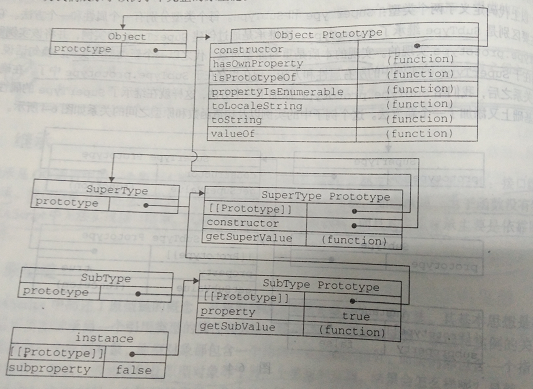 Object
prototype
Object Prototype
constructor
hasOwnProperty (function)
isPrototypeOf (function)
propertyIsEnumerable (function)
toLocaleString (function)
toString (function)
valueOf (function)
SuperType
prototype
SuperType Prototype
[[Prototype]]
constructor
getSuperValue (function)
SubType
prototype
SubType Prototype
[[Prototype]]
property true
getSubValue (function)
instance
[[Prototype]]
subproperty false